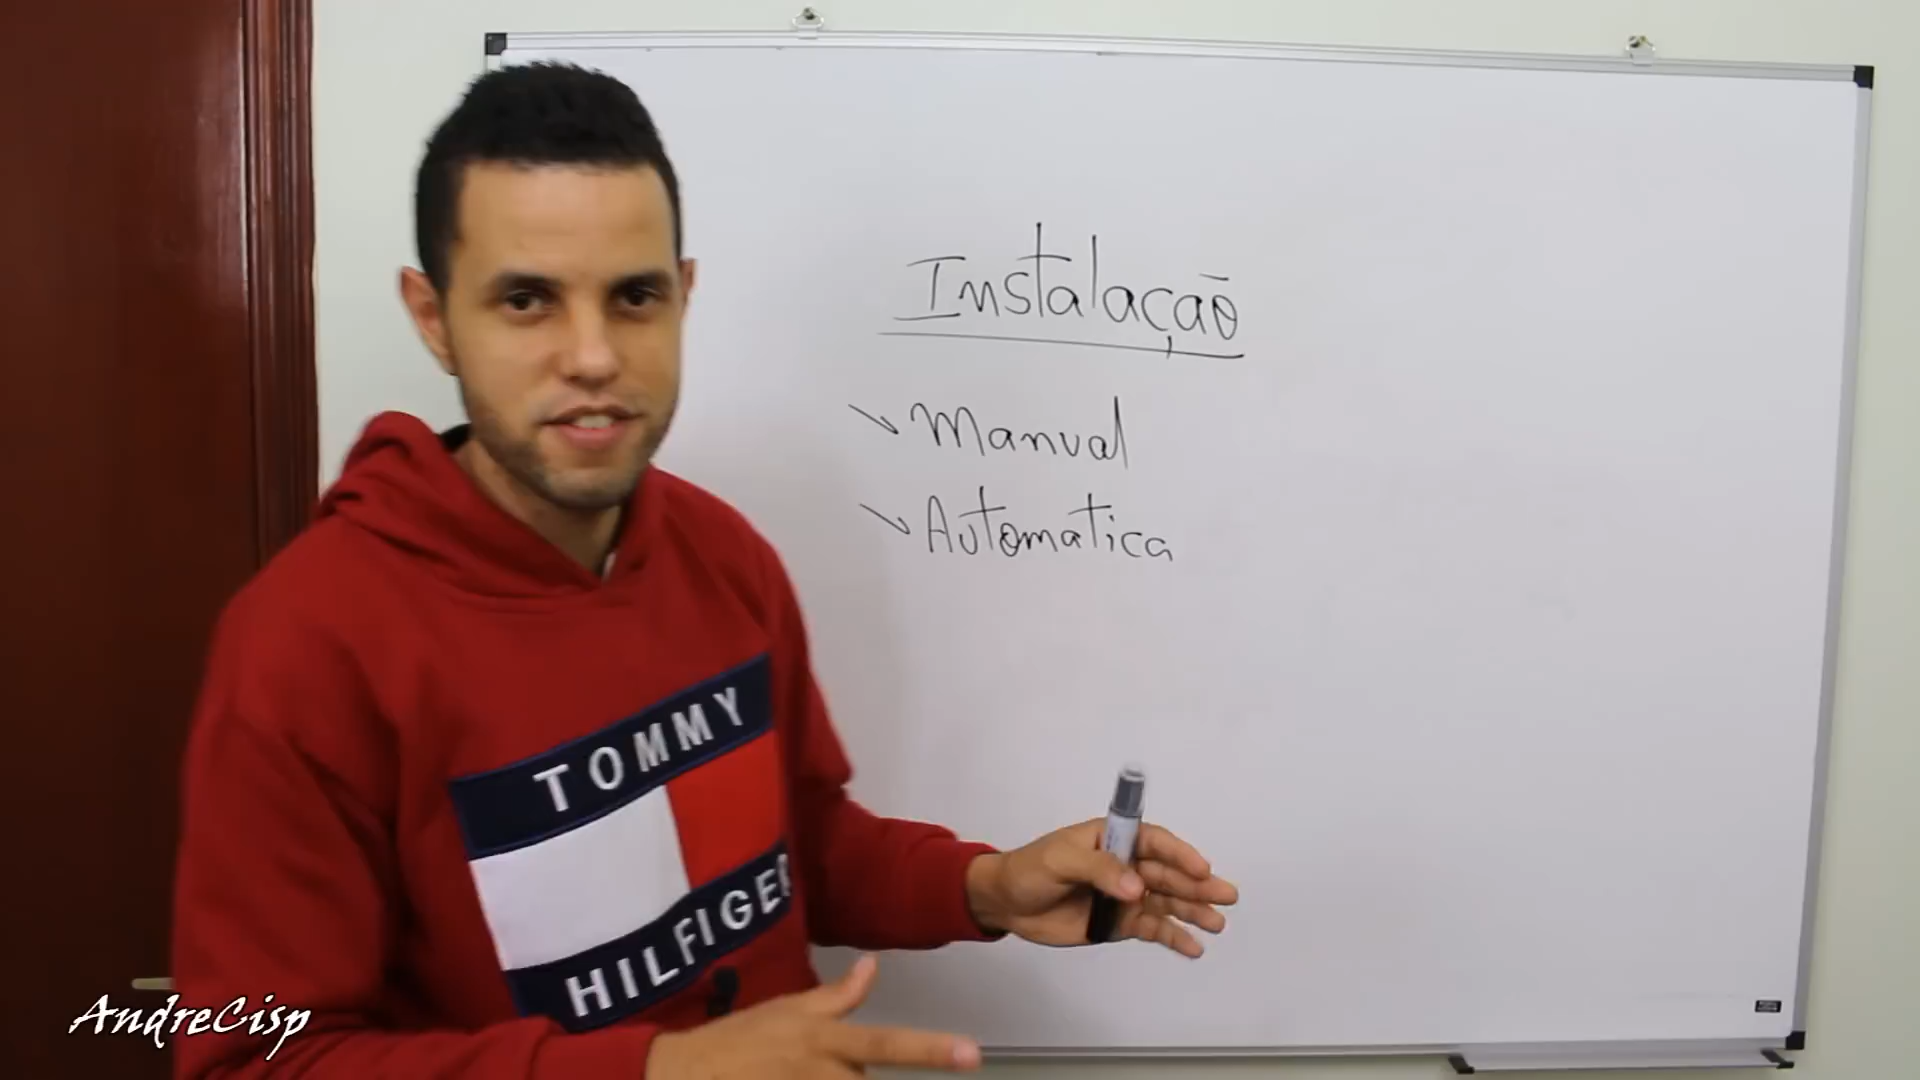 Instalação
Manual
Automatica
TOMMY
HILFIGER
AndreCisp